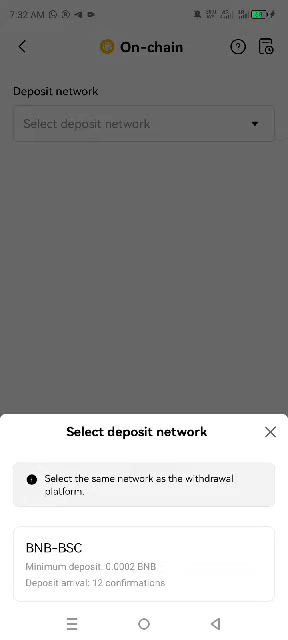 7:32 AM
On-chain
Deposit network
Select deposit network
Select deposit network
Select the same network as the withdrawal
platform.
BNB-BSC
Minimum deposit: 0.0002 BNB
Deposit arrival: 12 confirmations